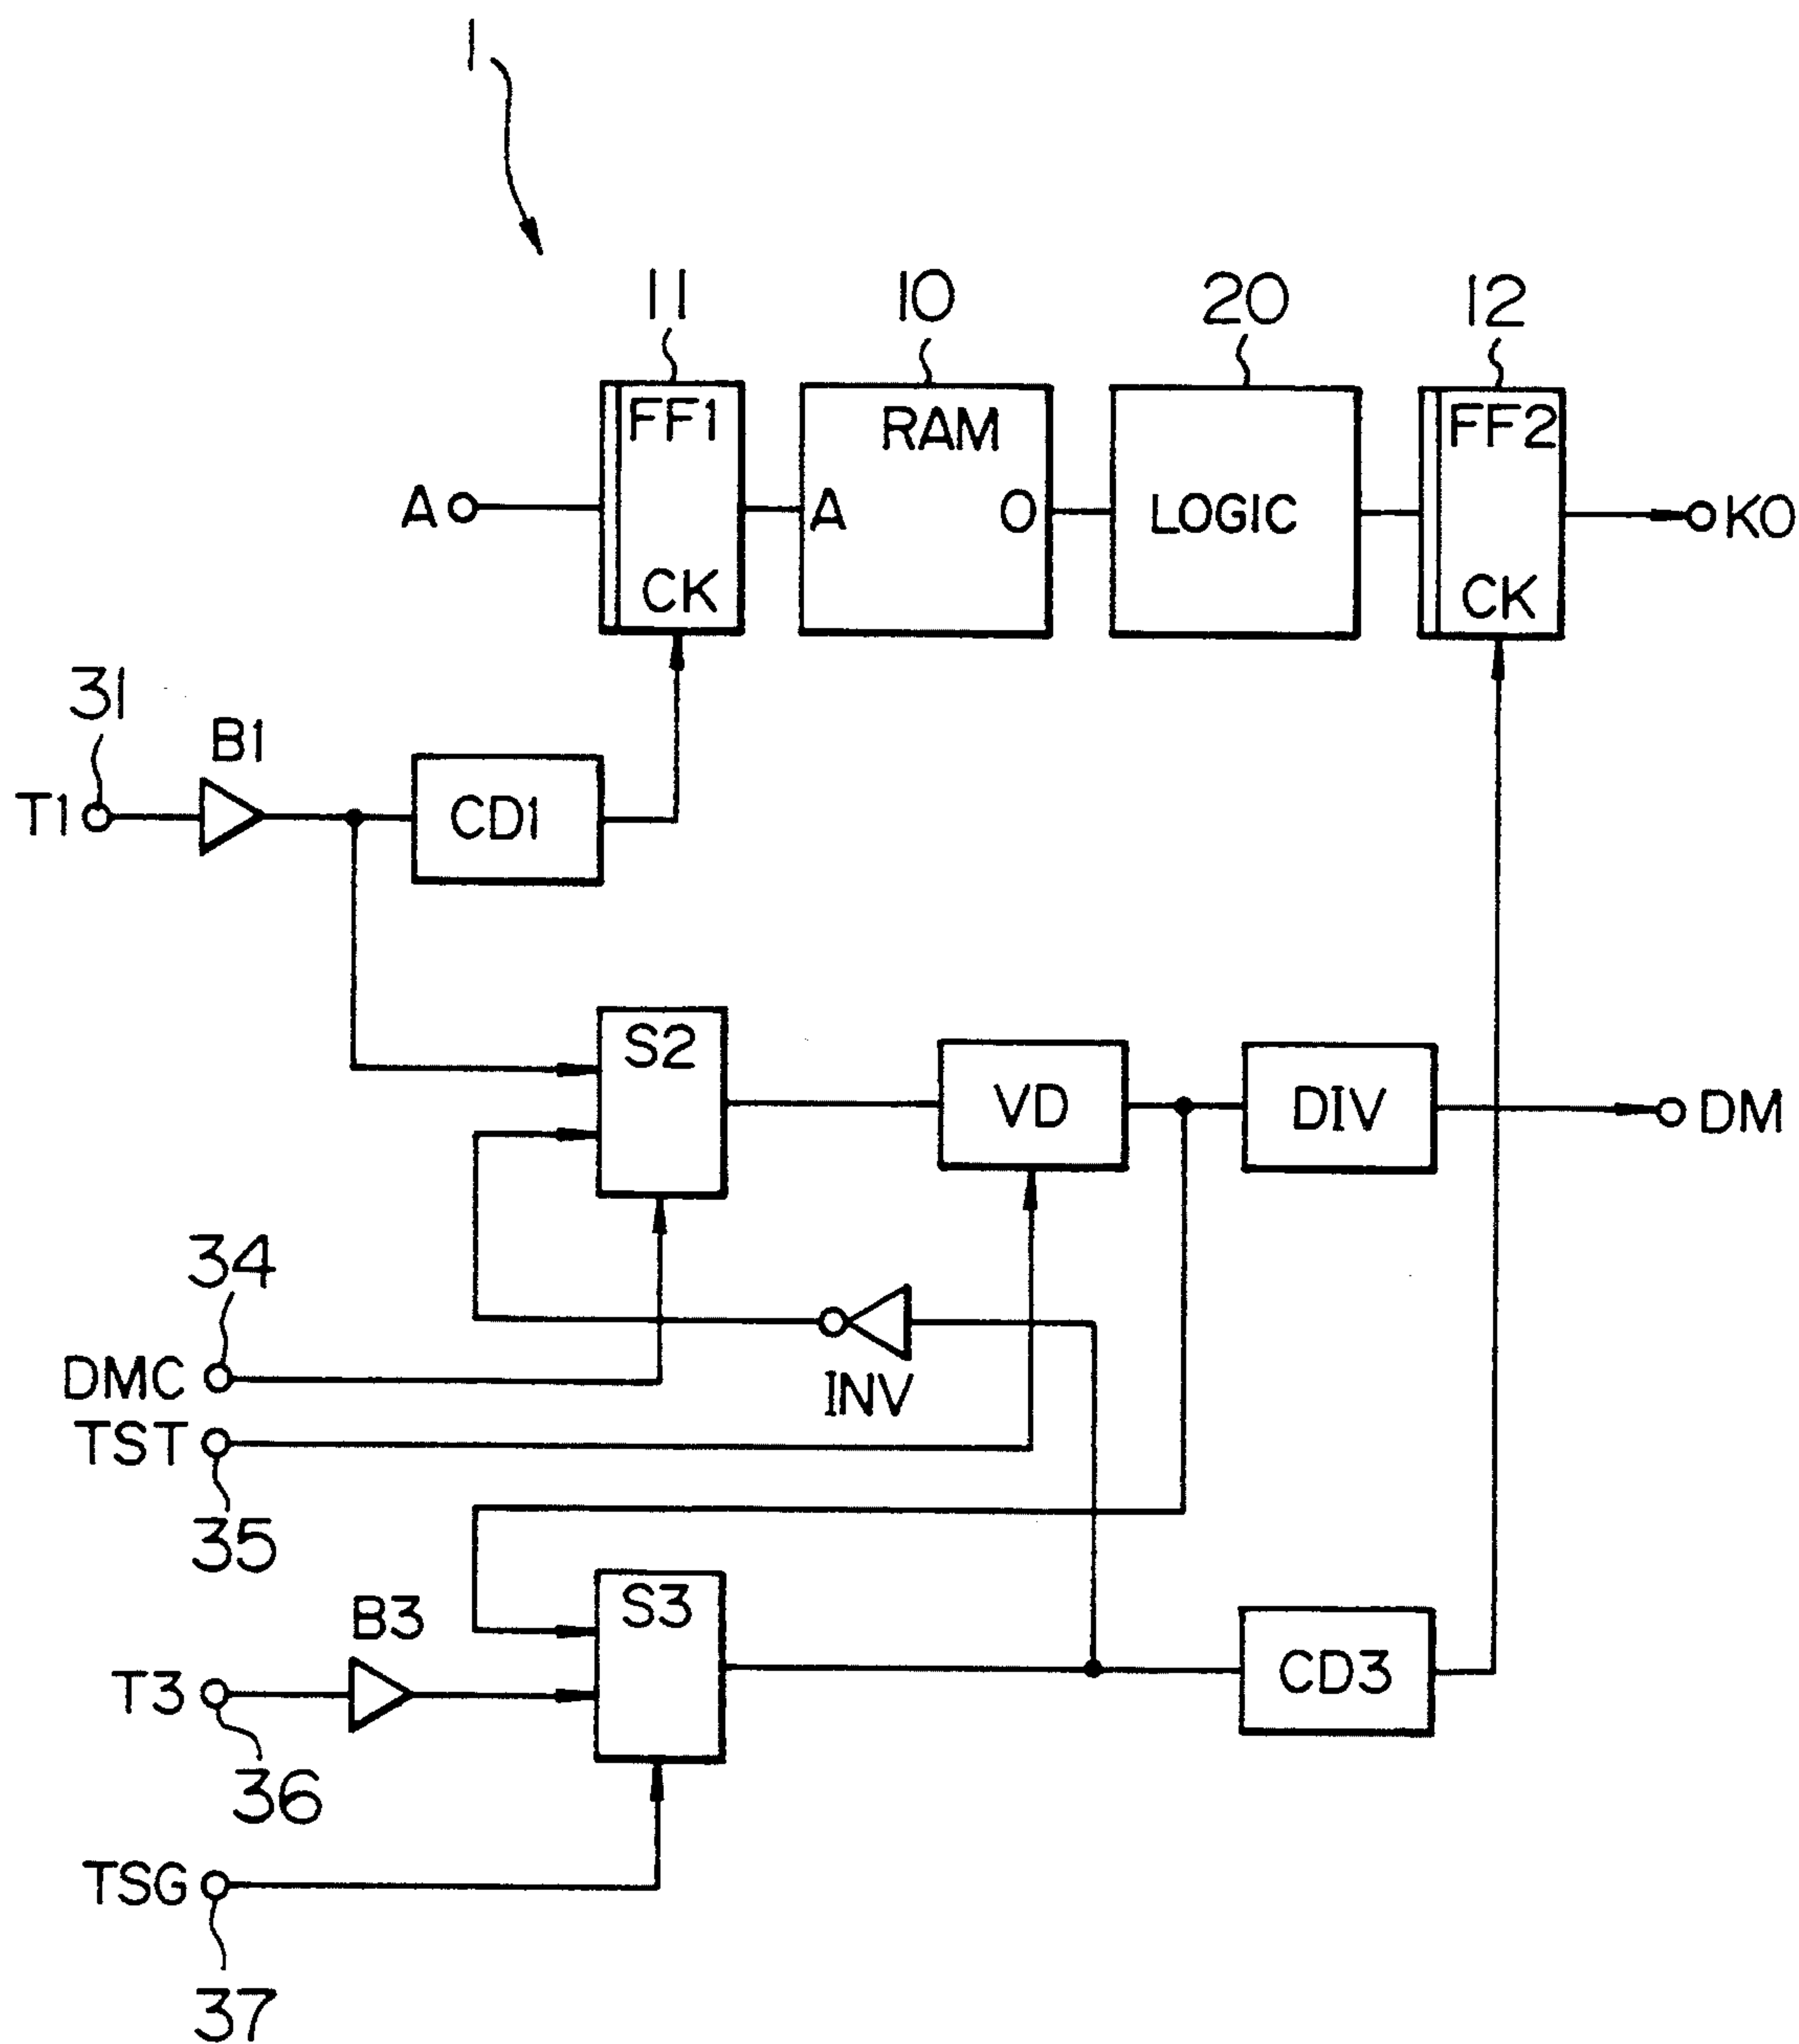 1
11 10 20 12
FF1 RAM FF2
A A O LOGIC KO
CK CK
31
B1
T1 CD1
S2
VD DIV DM
34
DMC
INV
TST
35
S3
B3
T3 CD3
36
TSG
37